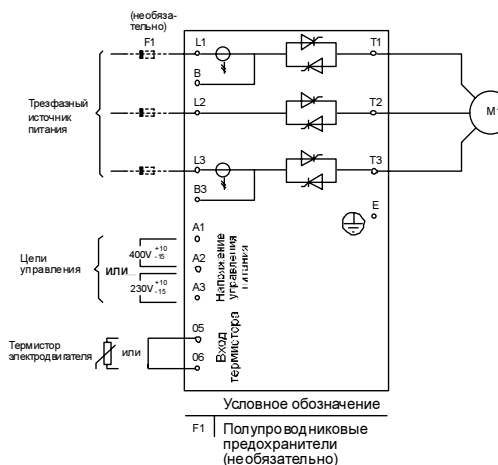 (необяза-
тельно)
F1
L1
T1
B
L2
T2
M1
Трезфазный
источник
питания
L3
T3
B3
E
A1
Цепи
управления
или
400V +10 -15
A2
230V +10 -15
A3
Напряжение
управления
питания
Термистор
электродвигателя
или
05
06
Вход
термистора
Условное обозначение
F1 Полупроводниковые
предохранители
(необязательно)